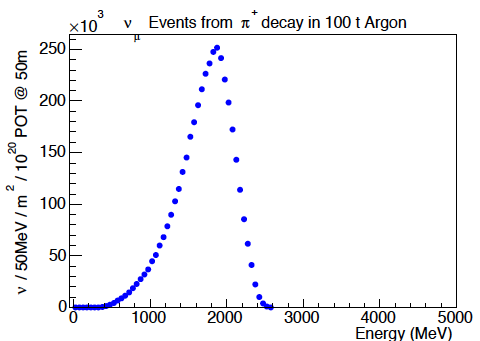 ×10³ ν_μ Events from π⁺ decay in 100 t Argon
ν / 50MeV / m² / 10²⁰ POT @ 50m
250
200
150
100
50
0
0 1000 2000 3000 4000 5000
Energy (MeV)